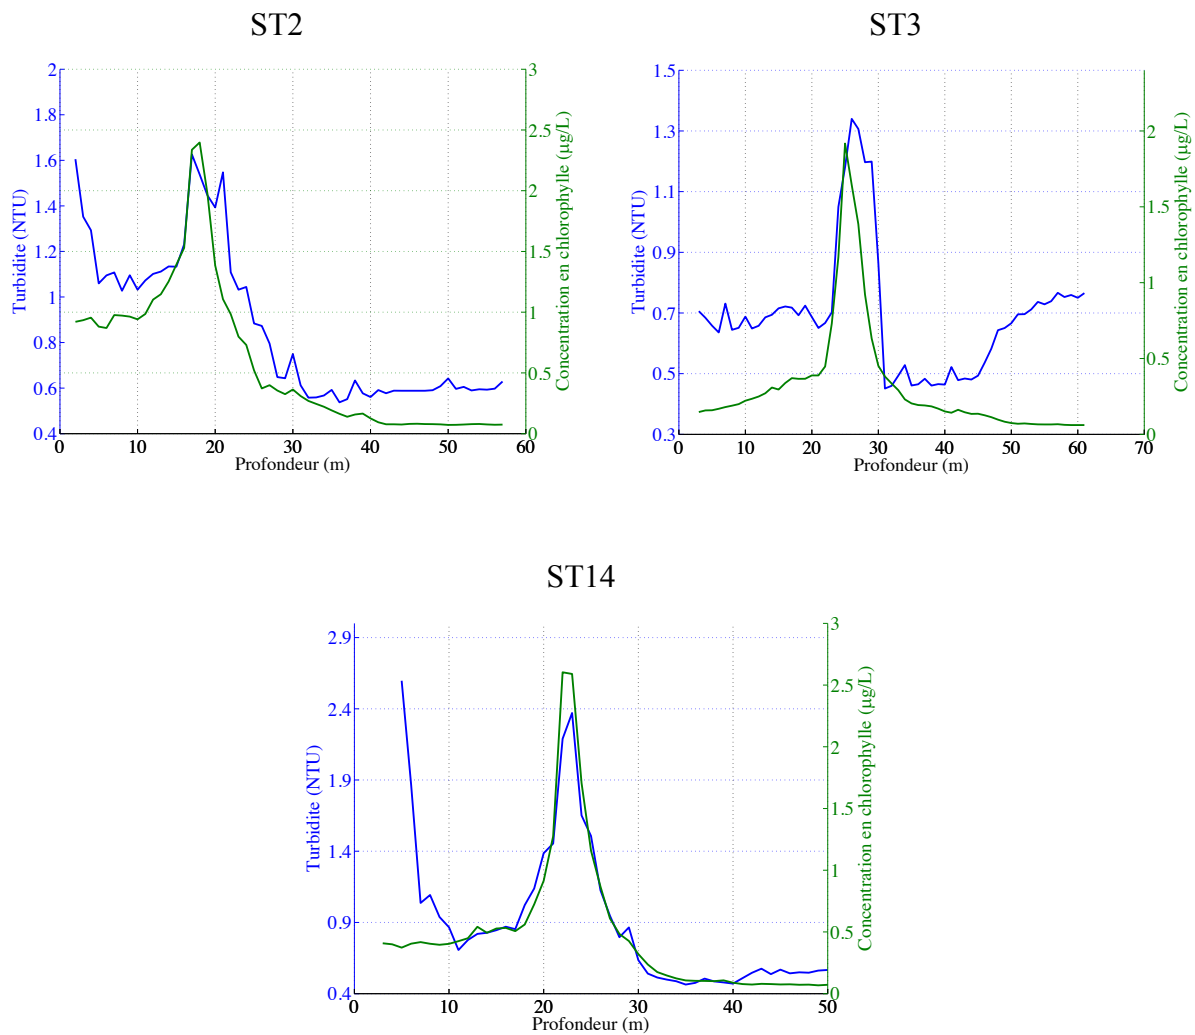 ST2
2
1.8
1.6
1.4
1.2
1
0.8
0.6
0.4
Turbidite (NTU)
3
2.5
2
1.5
1
0.5
0
Concentration en chlorophylle (µg/L)
0 10 20 30 40 50 60
Profondeur (m)
ST3
1.5
1.3
1.1
0.9
0.7
0.5
0.3
Turbidite (NTU)
2
1.5
1
0.5
0
Concentration en chlorophylle (µg/L)
0 10 20 30 40 50 60 70
Profondeur (m)
ST14
2.9
2.4
1.9
1.4
0.9
0.4
Turbidite (NTU)
3
2.5
2
1.5
1
0.5
0
Concentration en chlorophylle (µg/L)
0 10 20 30 40 50
Profondeur (m)